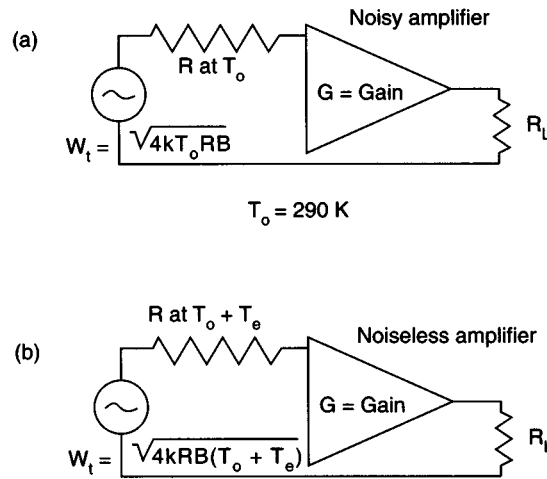 Noisy amplifier
(a)
R at T_o
G = Gain
R_L
W_t = √4kT_oRB
T_o = 290 K
R at T_o + T_e
Noiseless amplifier
(b)
G = Gain
R_L
W_t = √4kRB(T_o + T_e)